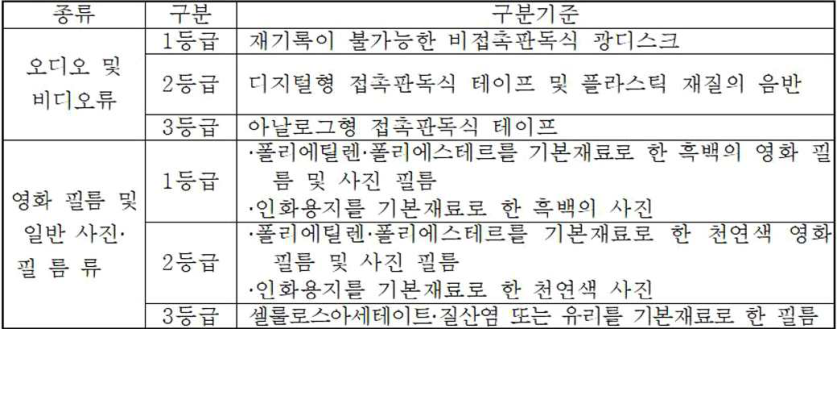 종류 구분 구분기준
오디오 및
비디오류
1등급 재기록이 불가능한 비접촉판독식 광디스크
2등급 디지털형 접촉판독식 테이프 및 플라스틱 재질의 음반
3등급 아날로그형 접촉판독식 테이프
영화 필름 및
일반 사진·
필 름 류
1등급
·폴리에틸렌·폴리에스테르를 기본재료로 한 흑백의 영화 필
름 및 사진 필름
·인화용지를 기본재료로 한 흑백의 사진
2등급
·폴리에틸렌·폴리에스테르를 기본재료로 한 천연색 영화
필름 및 사진 필름
·인화용지를 기본재료로 한 천연색 사진
3등급 셀룰로스아세테이트·질산염 또는 유리를 기본재료로 한 필름